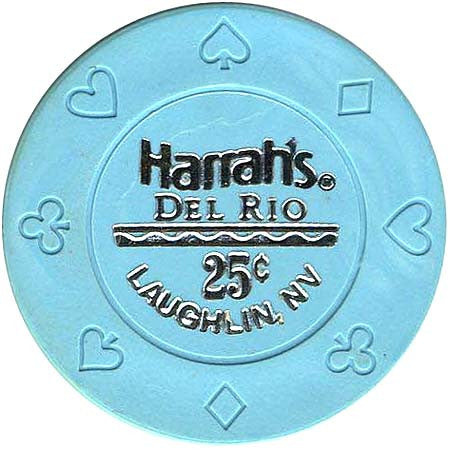 Harrah's®
DEL RIO
25¢
LAUGHLIN, NV